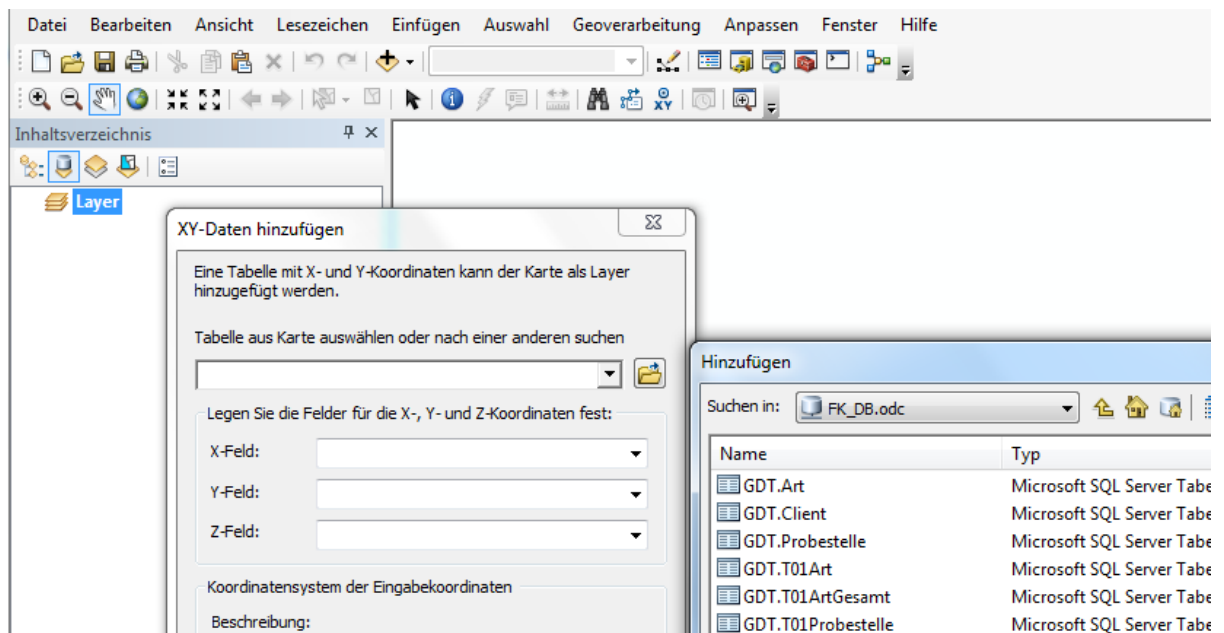 Datei Bearbeiten Ansicht Lesezeichen Einfügen Auswahl Geoverarbeitung Anpassen Fenster Hilfe
XY
Inhaltsverzeichnis
Layer
XY-Daten hinzufügen
Eine Tabelle mit X- und Y-Koordinaten kann der Karte als Layer
hinzugefügt werden.
Tabelle aus Karte auswählen oder nach einer anderen suchen
Legen Sie die Felder für die X-, Y- und Z-Koordinaten fest:
X-Feld:
Y-Feld:
Z-Feld:
Koordinatensystem der Eingabekoordinaten
Beschreibung:
Hinzufügen
Suchen in: FK_DB.odc
Name Typ
GDT.Art Microsoft SQL Server Tabe
GDT.Client Microsoft SQL Server Tabe
GDT.Probestelle Microsoft SQL Server Tabe
GDT.T01Art Microsoft SQL Server Tabe
GDT.T01ArtGesamt Microsoft SQL Server Tabe
GDT.T01Probestelle Microsoft SQL Server Tabe